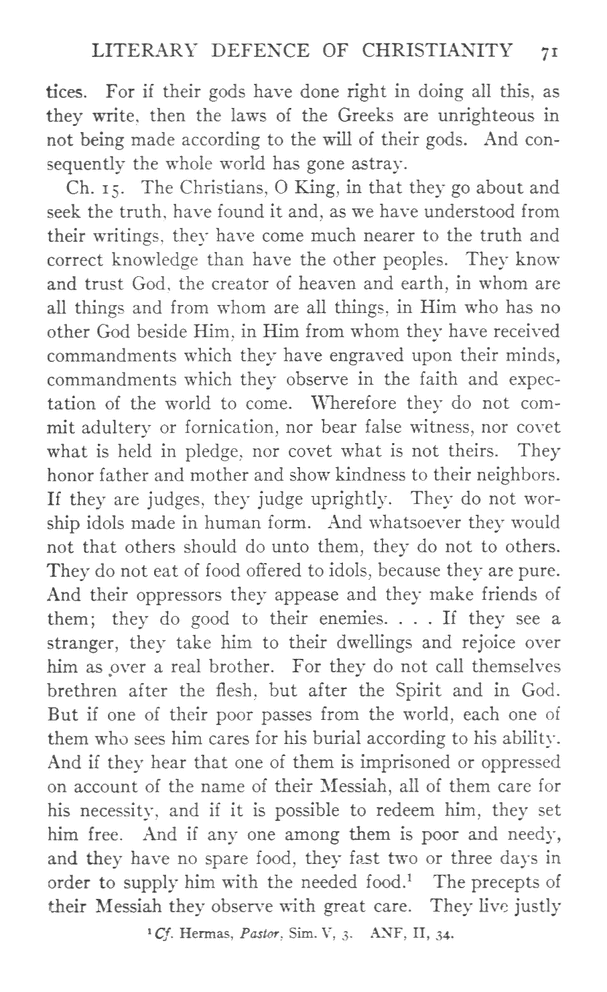 LITERARY DEFENCE OF CHRISTIANITY 71
tices. For if their gods have done right in doing all this, as
they write, then the laws of the Greeks are unrighteous in
not being made according to the will of their gods. And con-
sequently the whole world has gone astray.
Ch. 15. The Christians, O King, in that they go about and
seek the truth, have found it and, as we have understood from
their writings, they have come much nearer to the truth and
correct knowledge than have the other peoples. They know
and trust God, the creator of heaven and earth, in whom are
all things and from whom are all things, in Him who has no
other God beside Him, in Him from whom they have received
commandments which they have engraved upon their minds,
commandments which they observe in the faith and expec-
tation of the world to come. Wherefore they do not com-
mit adultery or fornication, nor bear false witness, nor covet
what is held in pledge, nor covet what is not theirs. They
honor father and mother and show kindness to their neighbors.
If they are judges, they judge uprightly. They do not wor-
ship idols made in human form. And whatsoever they would
not that others should do unto them, they do not to others.
They do not eat of food offered to idols, because they are pure.
And their oppressors they appease and they make friends of
them; they do good to their enemies. . . . If they see a
stranger, they take him to their dwellings and rejoice over
him as over a real brother. For they do not call themselves
brethren after the flesh, but after the Spirit and in God.
But if one of their poor passes from the world, each one of
them who sees him cares for his burial according to his ability.
And if they hear that one of them is imprisoned or oppressed
on account of the name of their Messiah, all of them care for
his necessity, and if it is possible to redeem him, they set
him free. And if any one among them is poor and needy,
and they have no spare food, they fast two or three days in
order to supply him with the needed food.¹ The precepts of
their Messiah they observe with great care. They live justly
¹ Cf. Hermas, Pastor, Sim. V, 3. ANF, II, 34.